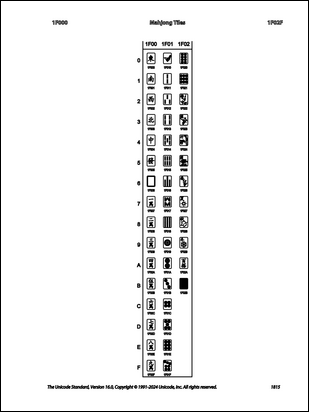 1F000 Mahjong Tiles 1F02F
1F00 1F01 1F02
0
1F000 1F010 1F020
1
1F001 1F011 1F021
2
1F002 1F012 1F022
3
1F003 1F013 1F023
4
1F004 1F014 1F024
5
1F005 1F015 1F025
6
1F006 1F016 1F026
7
1F007 1F017 1F027
8
1F008 1F018 1F028
9
1F009 1F019 1F029
A
1F00A 1F01A 1F02A
B
1F00B 1F01B 1F02B
C
1F00C 1F01C
D
1F00D 1F01D
E
1F00E 1F01E
F
1F00F 1F01F
The Unicode Standard, Version 16.0, Copyright © 1991-2024 Unicode, Inc. All rights reserved. 1815